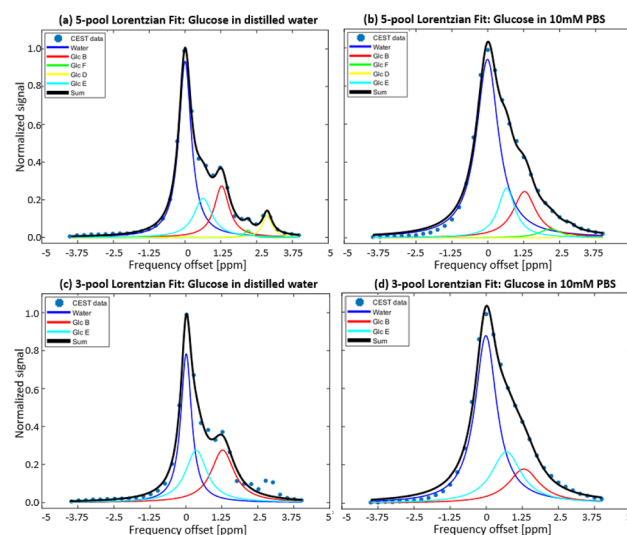 (a) 5-pool Lorentzian Fit: Glucose in distilled water
1.0
0.8
0.6
0.4
0.2
0.0
Normalized signal
CEST data
Water
Glc B
Glc F
Glc D
Glc E
Sum
-5 -3.75 -2.5 -1.25 0 1.25 2.5 3.75 5
Frequency offset [ppm]
(b) 5-pool Lorentzian Fit: Glucose in 10mM PBS
1.0
0.8
0.6
0.4
0.2
0.0
CEST data
Water
Glc B
Glc F
Glc D
Glc E
Sum
-5 -3.75 -2.5 -1.25 0 1.25 2.5 3.75 5
Frequency offset [ppm]
(c) 3-pool Lorentzian Fit: Glucose in distilled water
1.0
0.8
0.6
0.4
0.2
0.0
Normalized signal
CEST data
Water
Glc B
Glc E
Sum
-5 -3.75 -2.5 -1.25 0 1.25 2.5 3.75 5
Frequency offset [ppm]
(d) 3-pool Lorentzian Fit: Glucose in 10mM PBS
1.0
0.8
0.6
0.4
0.2
0.0
CEST data
Water
Glc B
Glc E
Sum
-5 -3.75 -2.5 -1.25 0 1.25 2.5 3.75 5
Frequency offset [ppm]